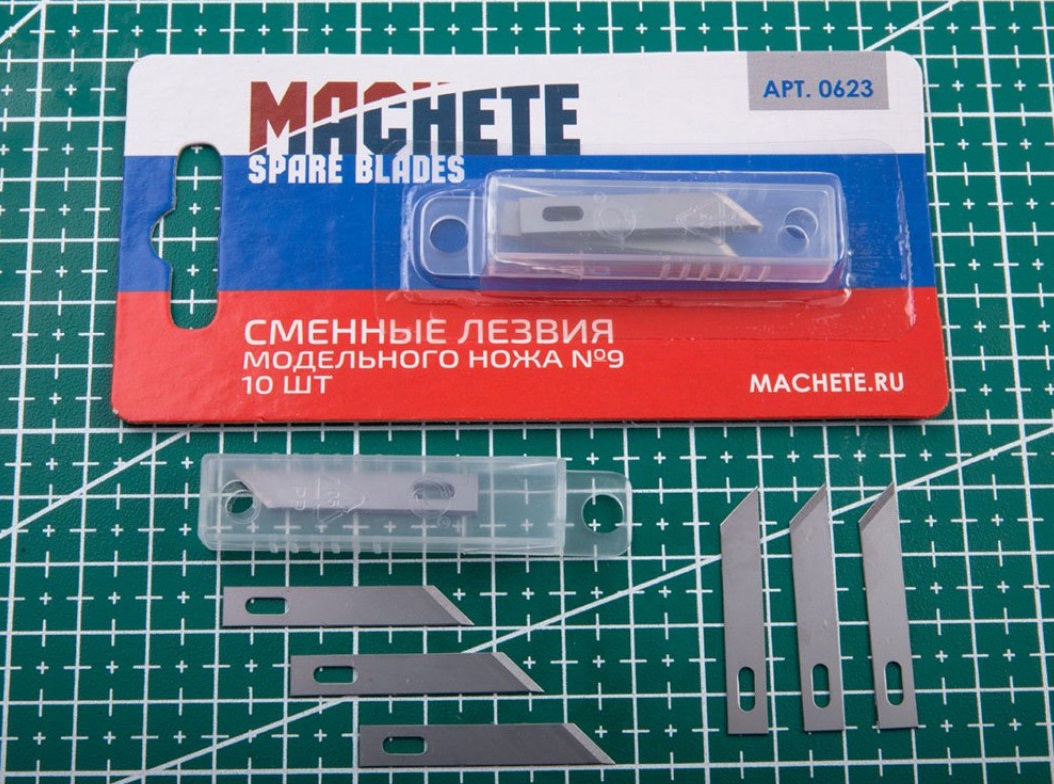 MACHETE
АРТ. 0623
SPARE BLADES
СМЕННЫЕ ЛЕЗВИЯ
МОДЕЛЬНОГО НОЖА №9
10 ШТ
MACHETE.RU